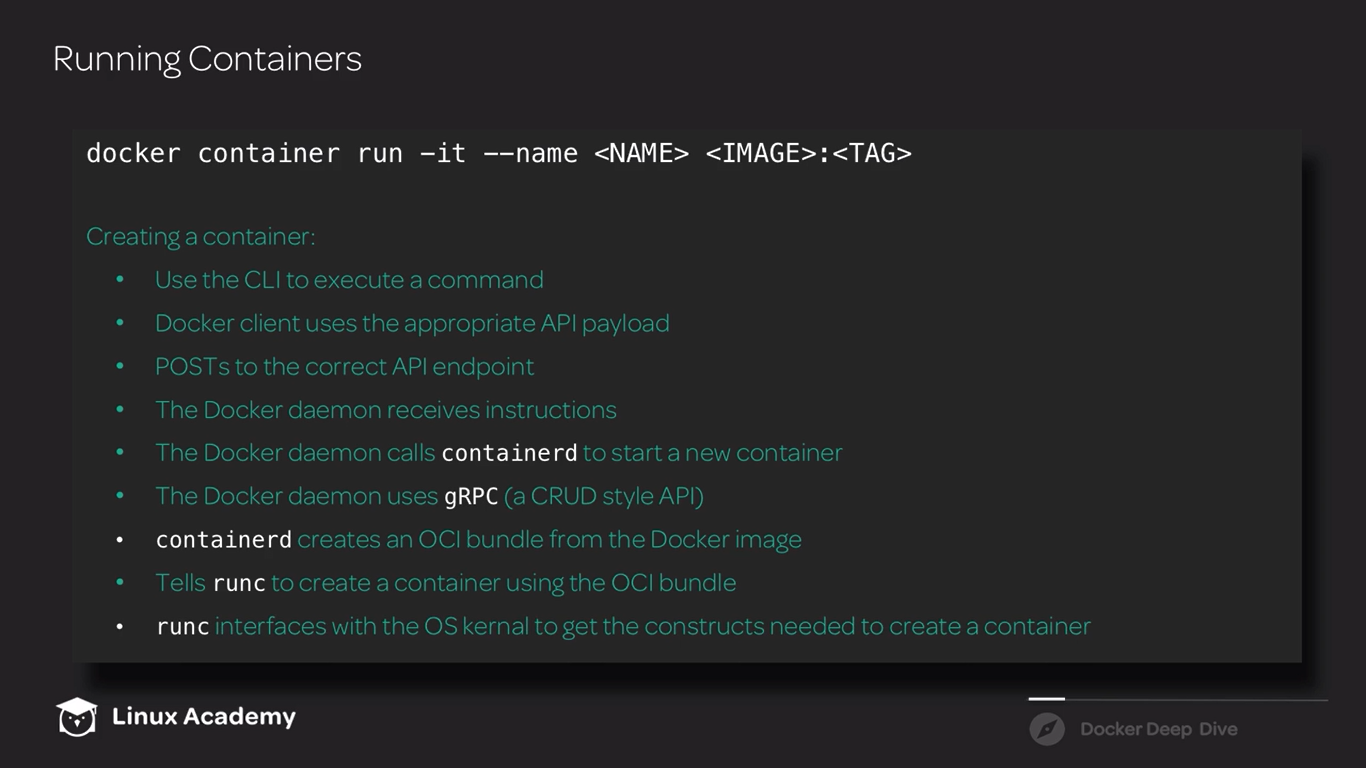 Running Containers
docker container run -it --name <NAME> <IMAGE>:<TAG>
Creating a container:
• Use the CLI to execute a command
• Docker client uses the appropriate API payload
• POSTs to the correct API endpoint
• The Docker daemon receives instructions
• The Docker daemon calls containerd to start a new container
• The Docker daemon uses gRPC (a CRUD style API)
• containerd creates an OCI bundle from the Docker image
• Tells runc to create a container using the OCI bundle
• runc interfaces with the OS kernal to get the constructs needed to create a container
Linux Academy
Docker Deep Dive